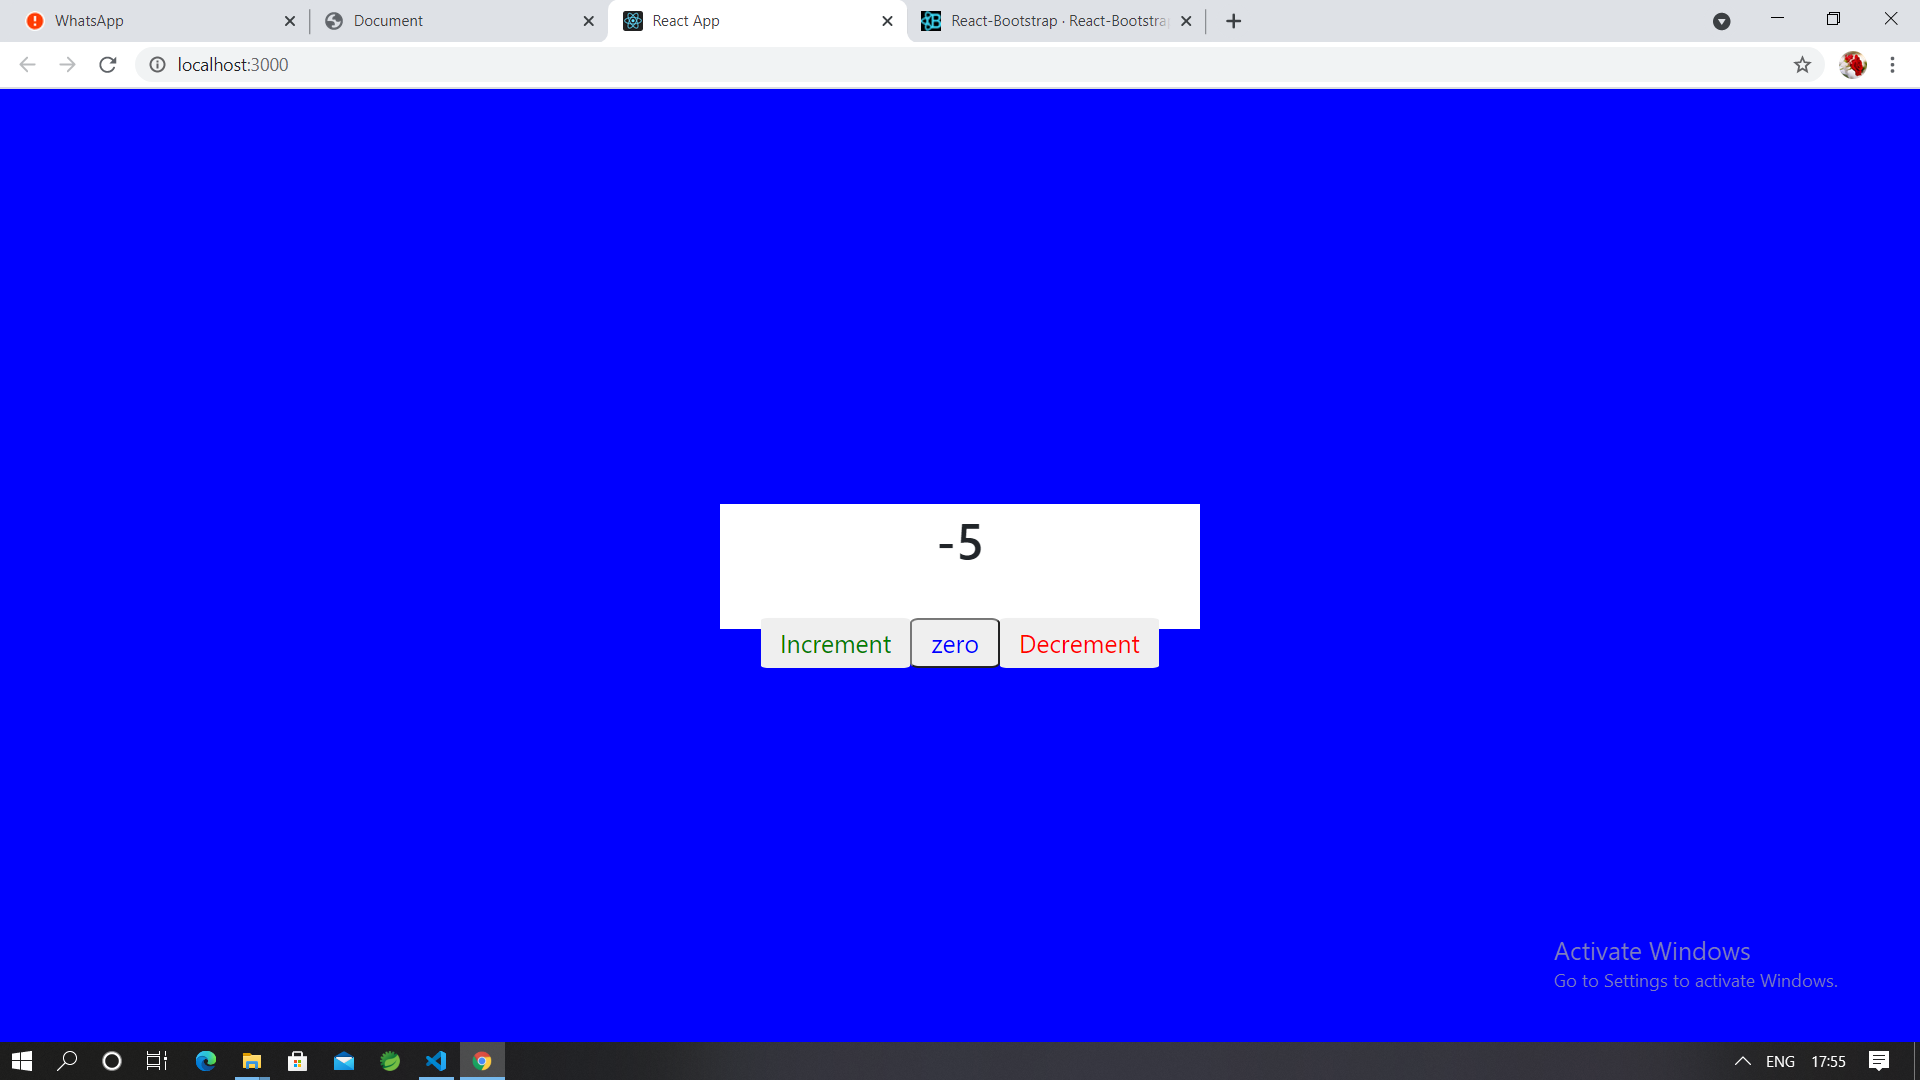 WhatsApp
Document
React App
React-Bootstrap · React-Bootstra
localhost:3000
-5
Increment
zero
Decrement
Activate Windows
Go to Settings to activate Windows.
ENG
17:55